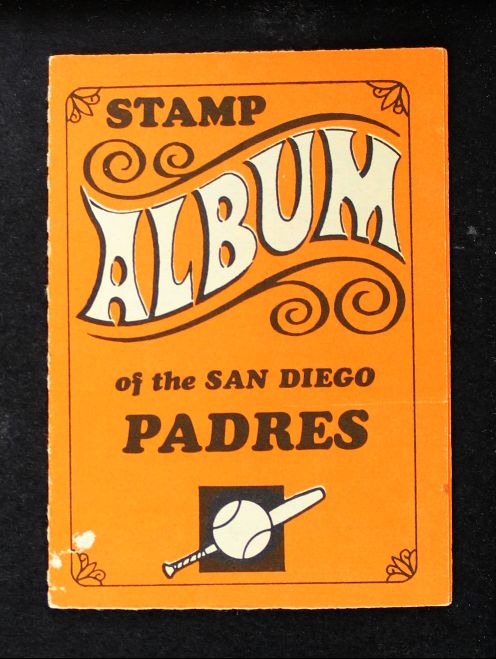 STAMP
ALBUM
of the SAN DIEGO
PADRES